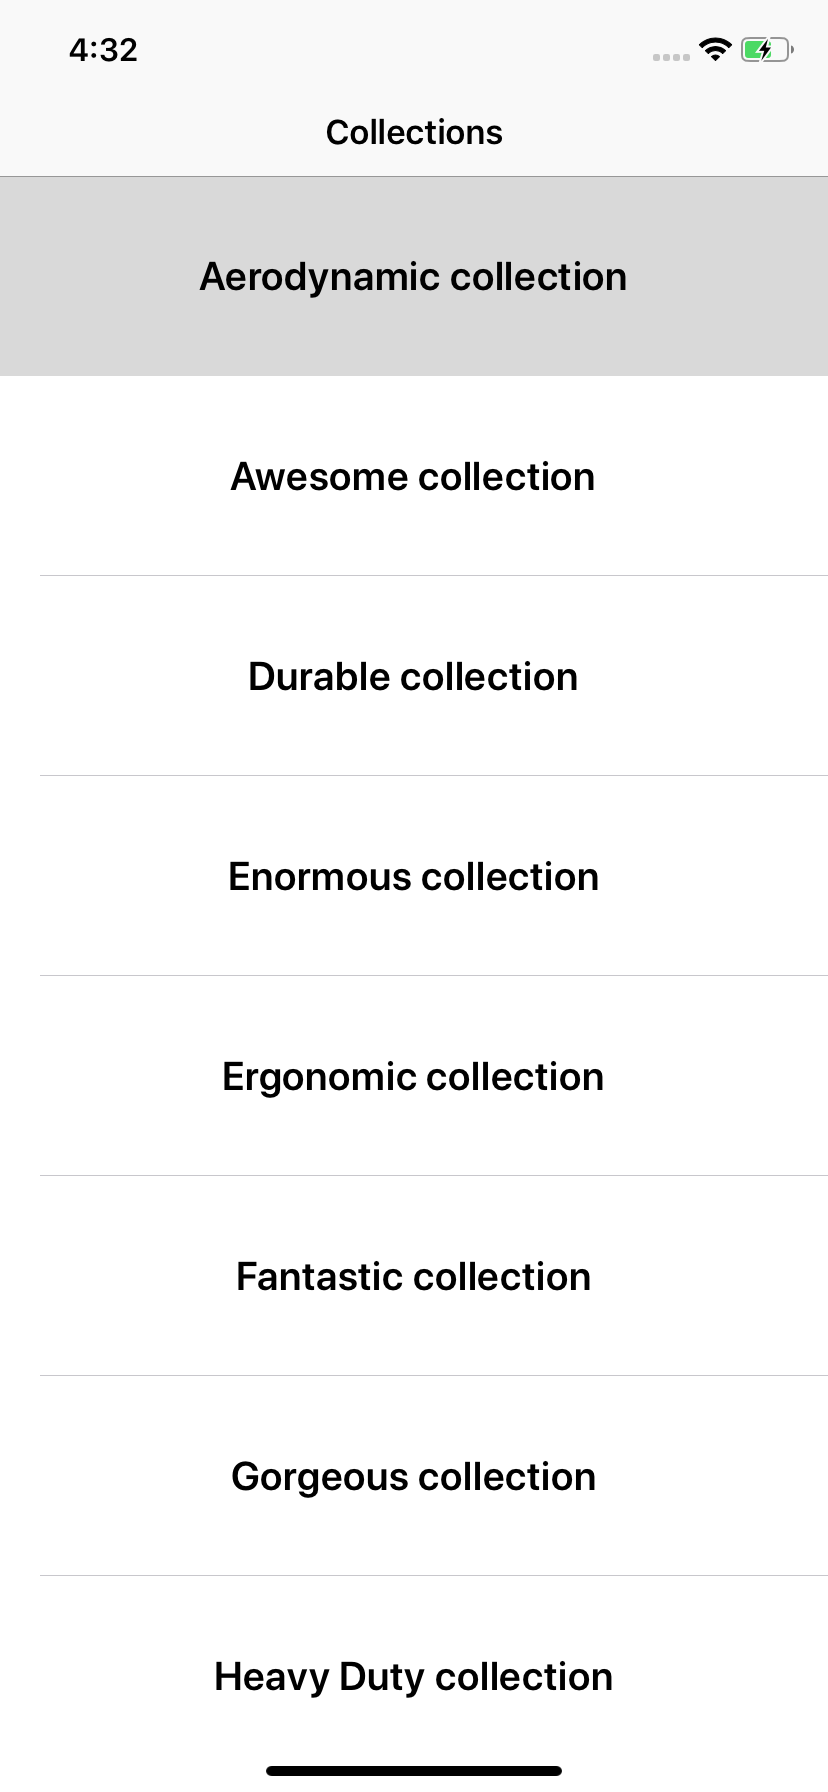 4:32
Collections
Aerodynamic collection
Awesome collection
Durable collection
Enormous collection
Ergonomic collection
Fantastic collection
Gorgeous collection
Heavy Duty collection